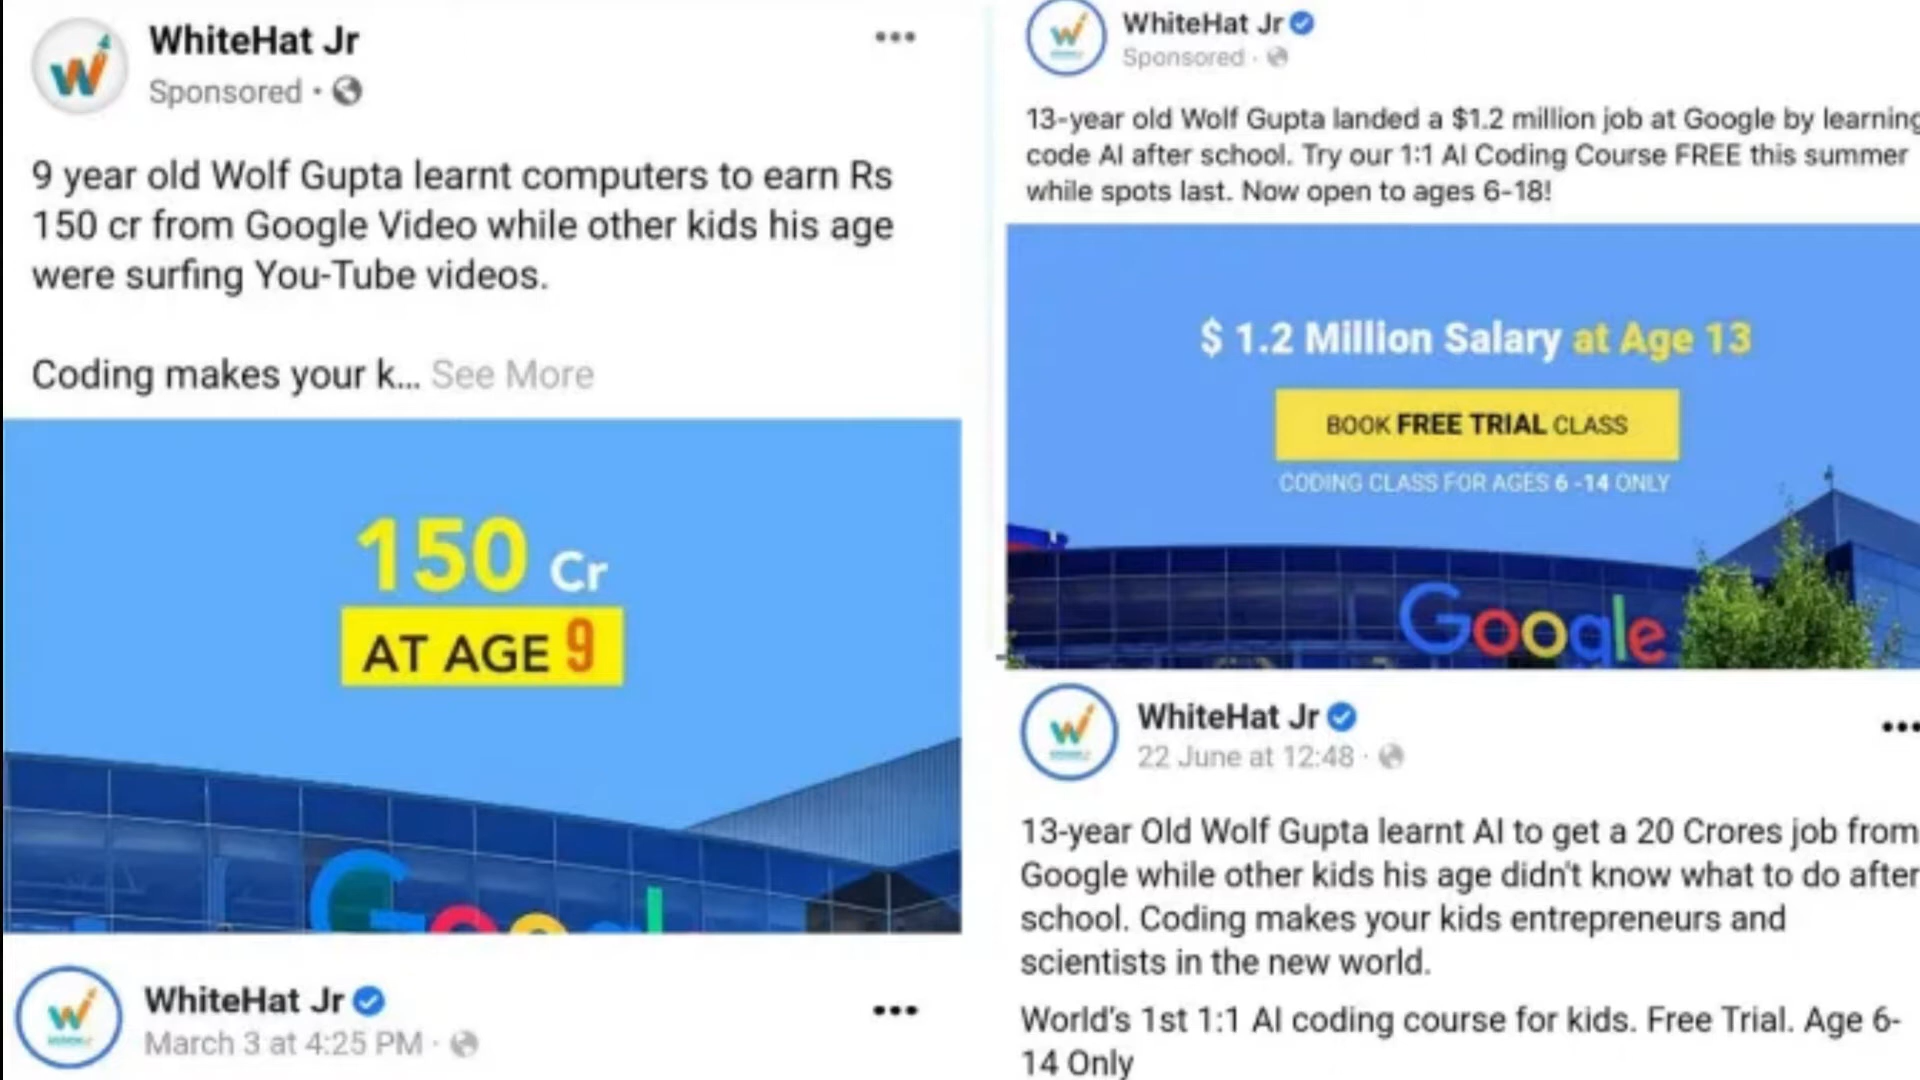 WhiteHat Jr
Sponsored ·
9 year old Wolf Gupta learnt computers to earn Rs
150 cr from Google Video while other kids his age
were surfing You-Tube videos.
Coding makes your k... See More
150 Cr
AT AGE 9
Google
WhiteHat Jr
March 3 at 4:25 PM ·
WhiteHat Jr
Sponsored ·
13-year old Wolf Gupta landed a $1.2 million job at Google by learning
code AI after school. Try our 1:1 AI Coding Course FREE this summer
while spots last. Now open to ages 6-18!
$ 1.2 Million Salary at Age 13
BOOK FREE TRIAL CLASS
CODING CLASS FOR AGES 6 -14 ONLY
Google
WhiteHat Jr
22 June at 12:48 ·
13-year Old Wolf Gupta learnt AI to get a 20 Crores job from
Google while other kids his age didn't know what to do after
school. Coding makes your kids entrepreneurs and
scientists in the new world.
World's 1st 1:1 AI coding course for kids. Free Trial. Age 6-
14 Only